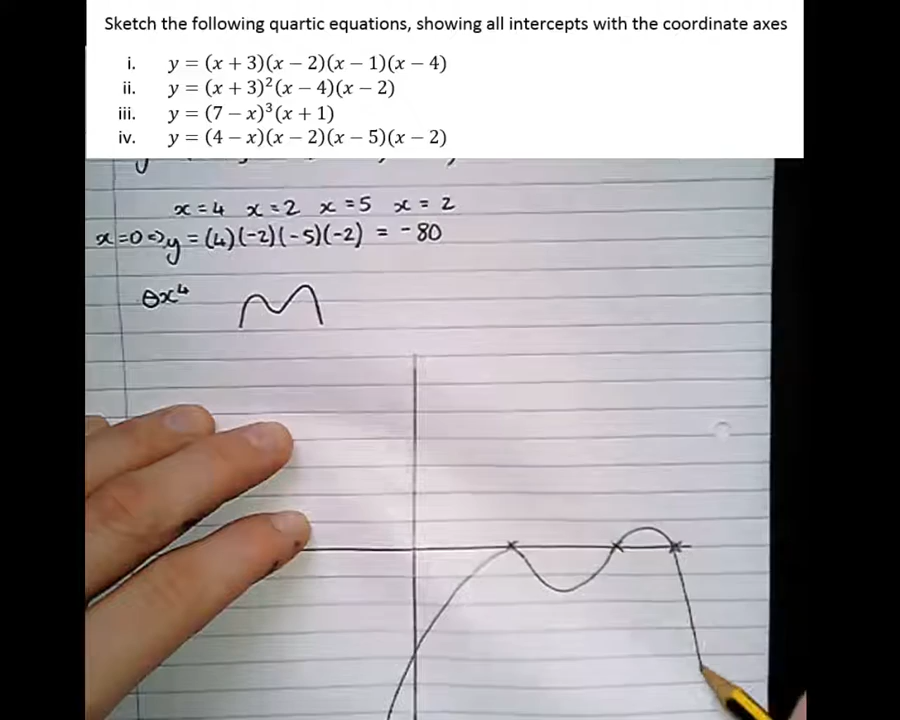 Sketch the following quartic equations, showing all intercepts with the coordinate axes
i. y = (x + 3)(x − 2)(x − 1)(x − 4)
ii. y = (x + 3)²(x − 4)(x − 2)
iii. y = (7 − x)³(x + 1)
iv. y = (4 − x)(x − 2)(x − 5)(x − 2)
x = 4 x = 2 x = 5 x = 2
x=0 ⇒ y = (4)(-2)(-5)(-2) = -80
⊖x⁴